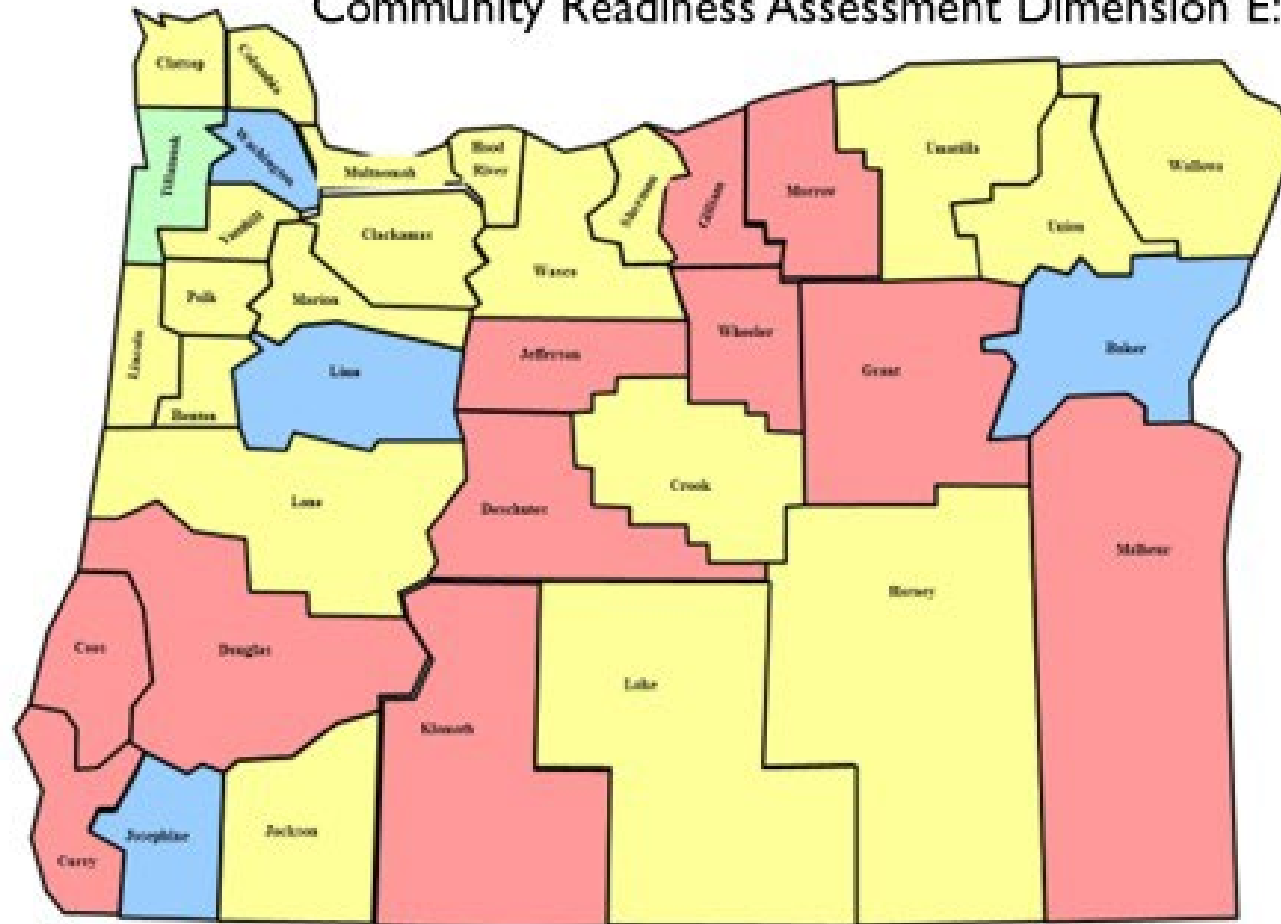 Community Readiness Assessment Dimension E:
Clatsop
Columbia
Tillamook
Washington
Multnomah
Hood
River
Sherman
Gilliam
Morrow
Umatilla
Wallowa
Union
Yamhill
Clackamas
Wasco
Polk
Marion
Lincoln
Benton
Linn
Jefferson
Wheeler
Grant
Baker
Lane
Deschutes
Crook
Malheur
Harney
Coos
Douglas
Klamath
Lake
Curry
Josephine
Jackson